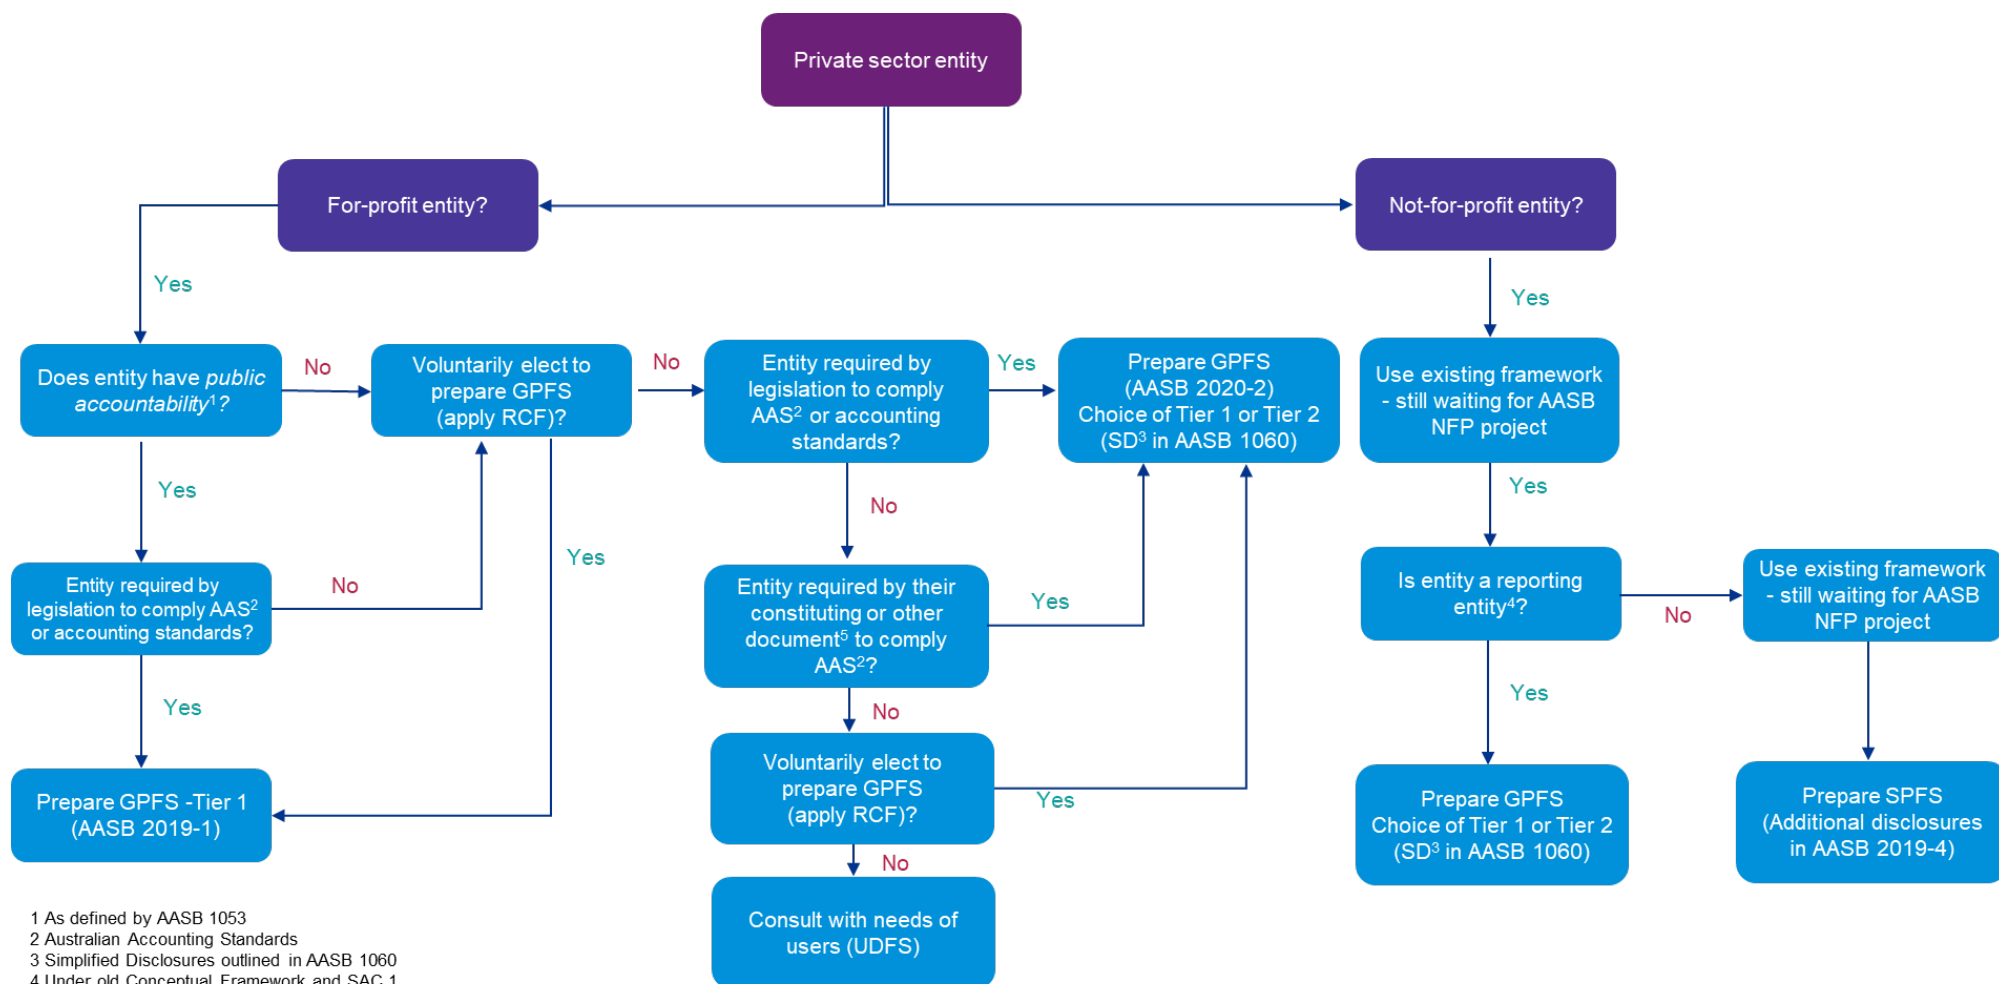 Private sector entity
For-profit entity?
Not-for-profit entity?
Yes
Yes
Does entity have public
accountability¹?
No
Voluntarily elect to
prepare GPFS
(apply RCF)?
No
Entity required by
legislation to comply
AAS² or accounting
standards?
Yes
Prepare GPFS
(AASB 2020-2)
Choice of Tier 1 or Tier 2
(SD³ in AASB 1060)
Use existing framework
- still waiting for AASB
NFP project
Yes
No
Yes
Yes
Entity required by
legislation to comply AAS²
or accounting standards?
No
Entity required by their
constituting or other
document⁵ to comply
AAS²?
Yes
Is entity a reporting
entity⁴?
No
Use existing framework
- still waiting for AASB
NFP project
Yes
No
Yes
Prepare GPFS -Tier 1
(AASB 2019-1)
Voluntarily elect to
prepare GPFS
(apply RCF)?
Yes
Prepare GPFS
Choice of Tier 1 or Tier 2
(SD³ in AASB 1060)
Prepare SPFS
(Additional disclosures
in AASB 2019-4)
No
Consult with needs of
users (UDFS)
1 As defined by AASB 1053
2 Australian Accounting Standards
3 Simplified Disclosures outlined in AASB 1060
4 Under old Conceptual Framework and SAC 1